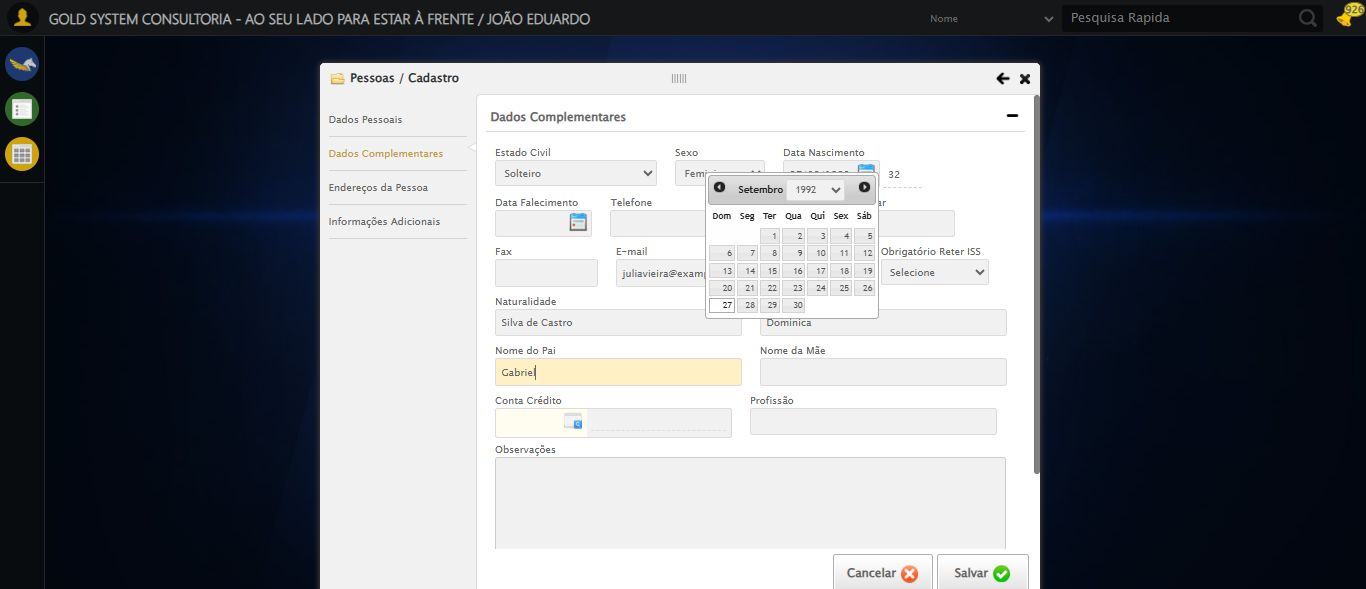 GOLD SYSTEM CONSULTORIA - AO SEU LADO PARA ESTAR À FRENTE / JOÃO EDUARDO
Nome
Pesquisa Rapida
926
Pessoas / Cadastro
Dados Pessoais
Dados Complementares
Endereços da Pessoa
Informações Adicionais
Dados Complementares
Estado Civil Sexo Data Nascimento
Solteiro 32
Setembro 1992
Dom Seg Ter Qua Qui Sex Sáb
1 2 3 4 5
6 7 8 9 10 11 12
13 14 15 16 17 18 19
20 21 22 23 24 25 26
27 28 29 30
Data Falecimento Telefone
Fax E-mail Obrigatório Reter ISS
juliavieira@examp Selecione
Naturalidade
Silva de Castro Dominica
Nome do Pai Nome da Mãe
Gabriel
Conta Crédito Profissão
Observações
Cancelar Salvar